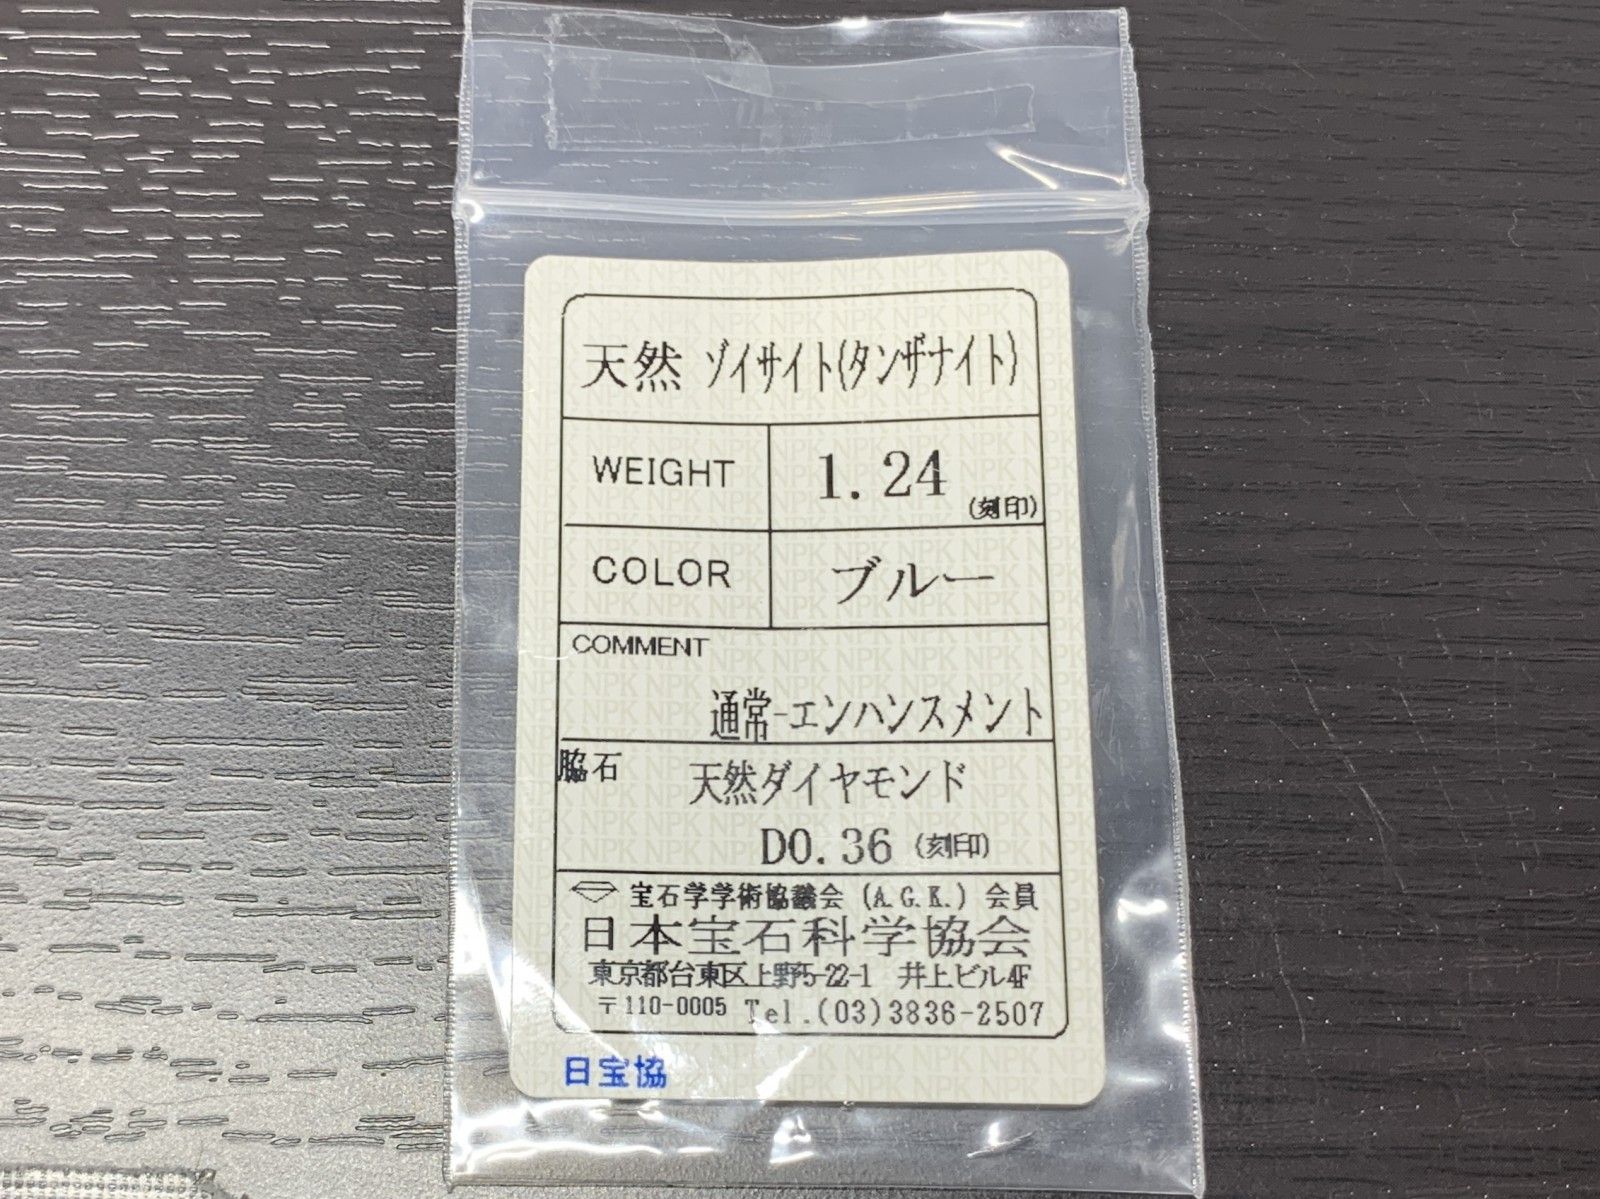 天然 ゾイサイト(タンザナイト)
WEIGHT 1.24 (刻印)
COLOR ブルー
COMMENT
通常-エンハンスメント
脇石 天然ダイヤモンド
D0.36 (刻印)
宝石学学術協議会 (A.G.K.) 会員
日本宝石科学協会
東京都台東区上野5-22-1 井上ビル4F
〒110-0005 Tel.(03)3836-2507
日宝協